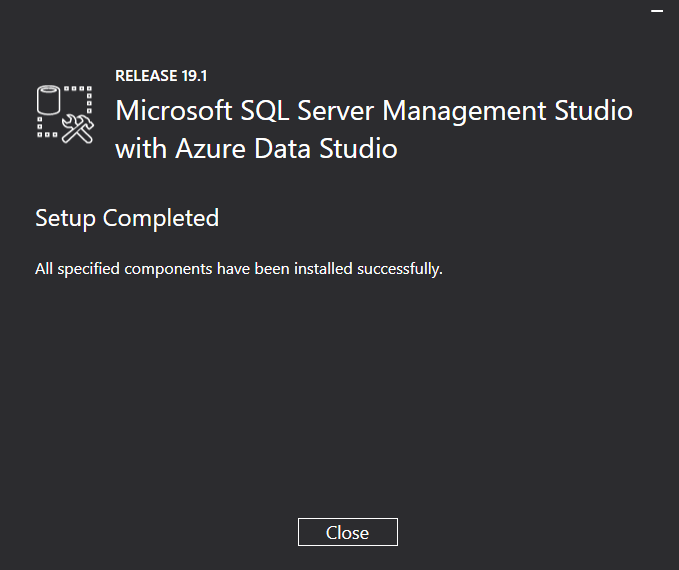 RELEASE 19.1
Microsoft SQL Server Management Studio
with Azure Data Studio
Setup Completed
All specified components have been installed successfully.
Close